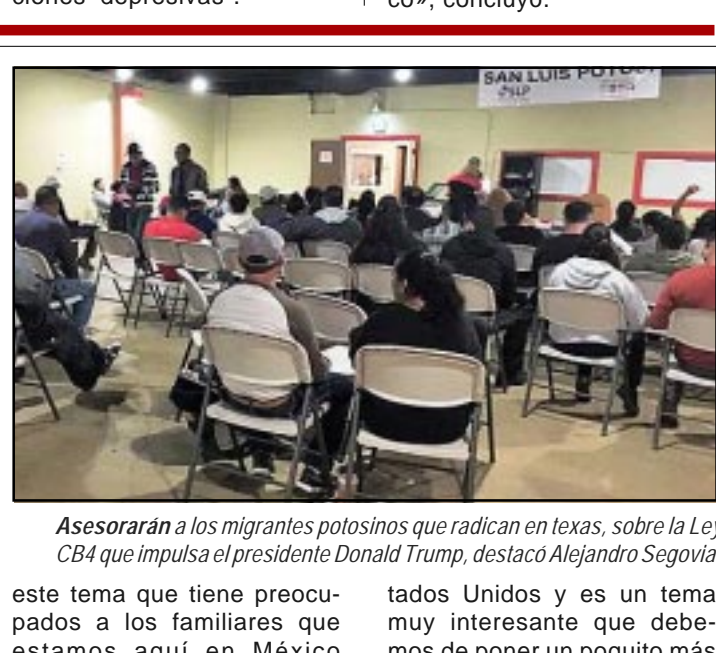 ciones depresivas".
co», concluyó.
SAN LUIS POTOSÍ
SLP
Asesorarán a los migrantes potosinos que radican en texas, sobre la Ley
CB4 que impulsa el presidente Donald Trump, destacó Alejandro Segovia
este tema que tiene preocu-
pados a los familiares que
estamos aquí en México
tados Unidos y es un tema
muy interesante que debe-
mos de poner un poquito más